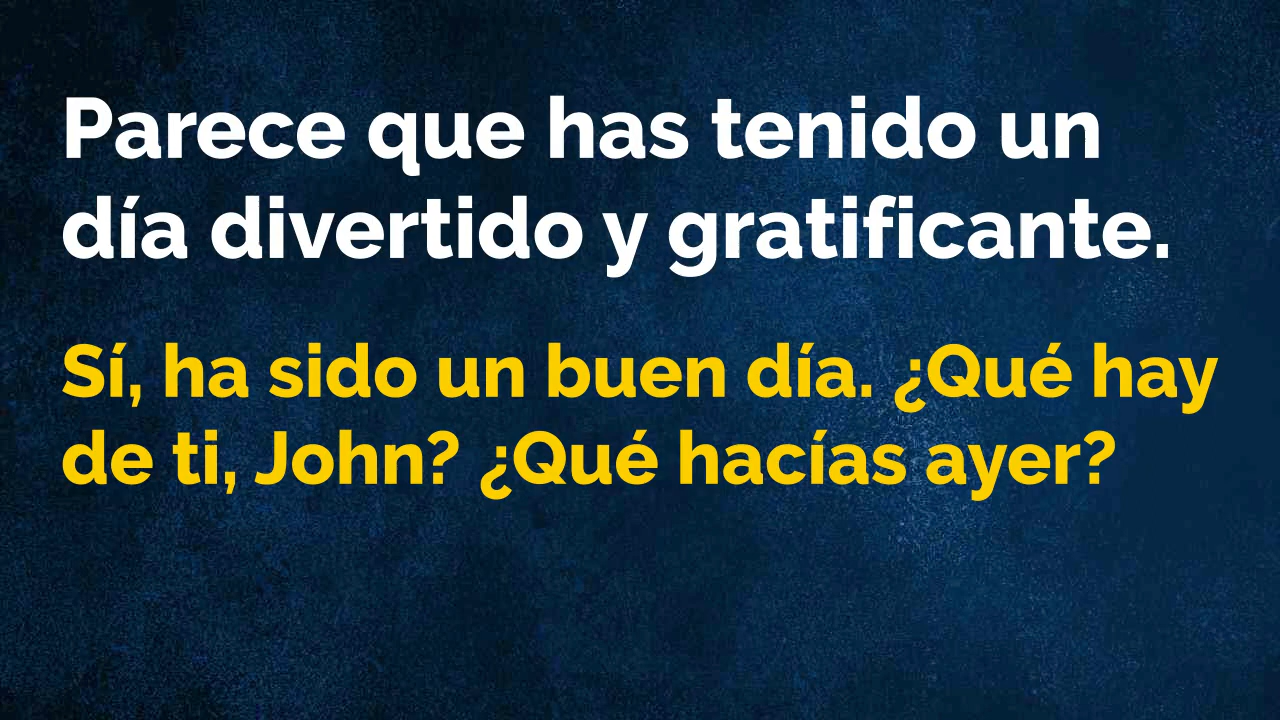 Parece que has tenido un
día divertido y gratificante.
Sí, ha sido un buen día. ¿Qué hay
de ti, John? ¿Qué hacías ayer?